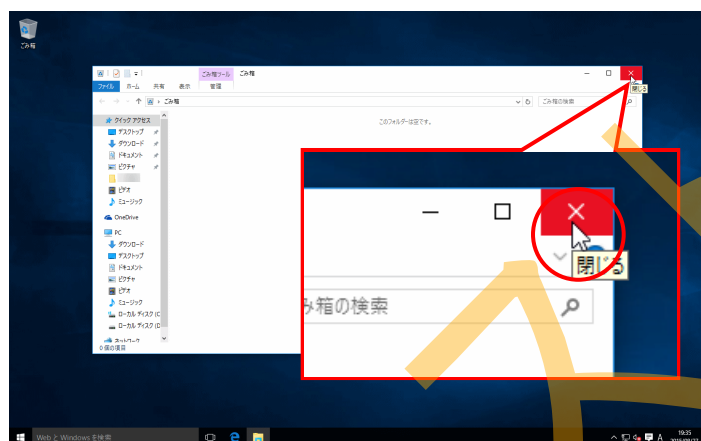 ごみ箱
ごみ箱ツール ごみ箱
ファイル ホーム 共有 表示 管理
閉じる
ごみ箱
ごみ箱の検索
クイック アクセス
このフォルダーは空です。
デスクトップ
ダウンロード
ドキュメント
ピクチャ
ビデオ
ミュージック
OneDrive
PC
ダウンロード
デスクトップ
ドキュメント
ピクチャ
ビデオ
ミュージック
ローカル ディスク (C
ローカル ディスク (D
ネットワーク
0 個の項目
閉じる
み箱の検索
Web と Windows を検索
A
19:35